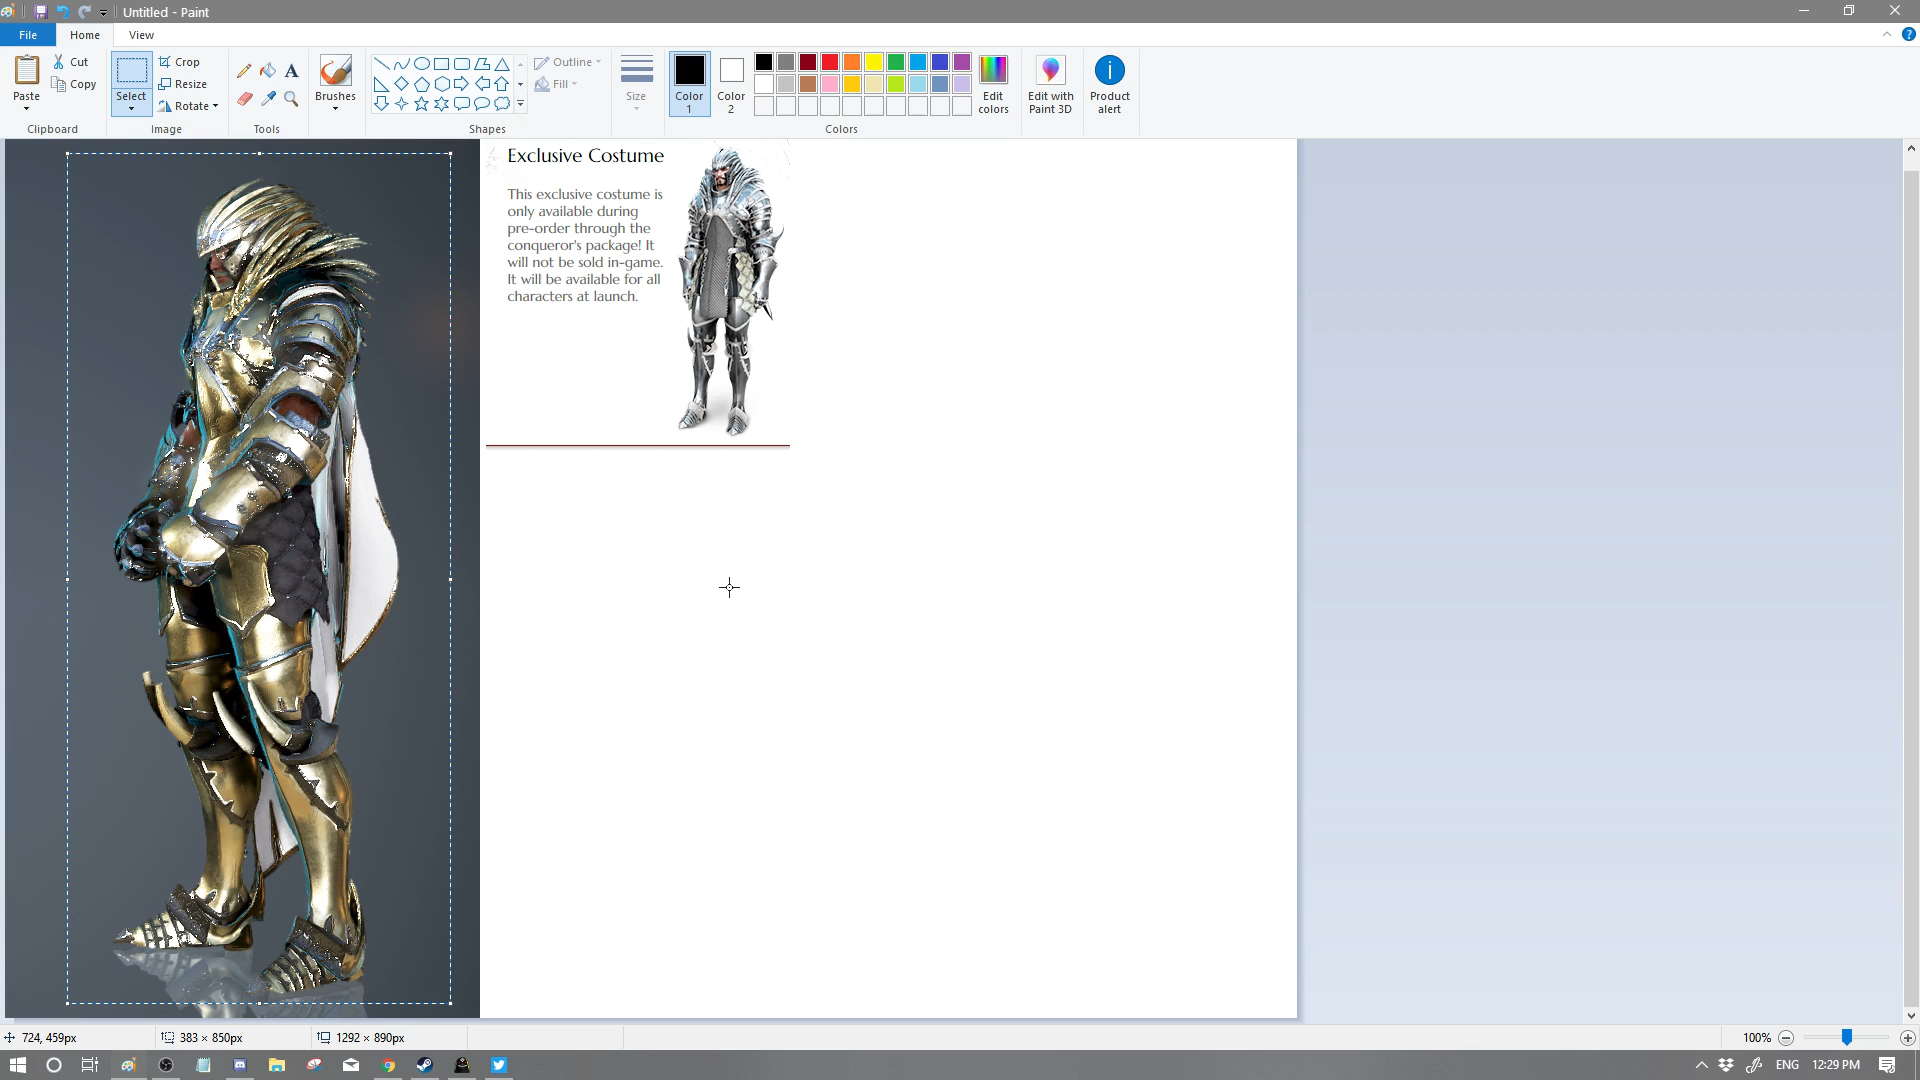 Untitled - Paint
File
Home
View
Paste
Cut
Copy
Clipboard
Select
Crop
Resize
Rotate
Image
Tools
Brushes
Shapes
Outline
Fill
Size
Color
1
Color
2
Edit
colors
Colors
Edit with
Paint 3D
Product
alert
Exclusive Costume
This exclusive costume is
only available during
pre-order through the
conqueror's package! It
will not be sold in-game.
It will be available for all
characters at launch.
724, 459px
383 × 850px
1292 × 890px
100%
ENG
12:29 PM